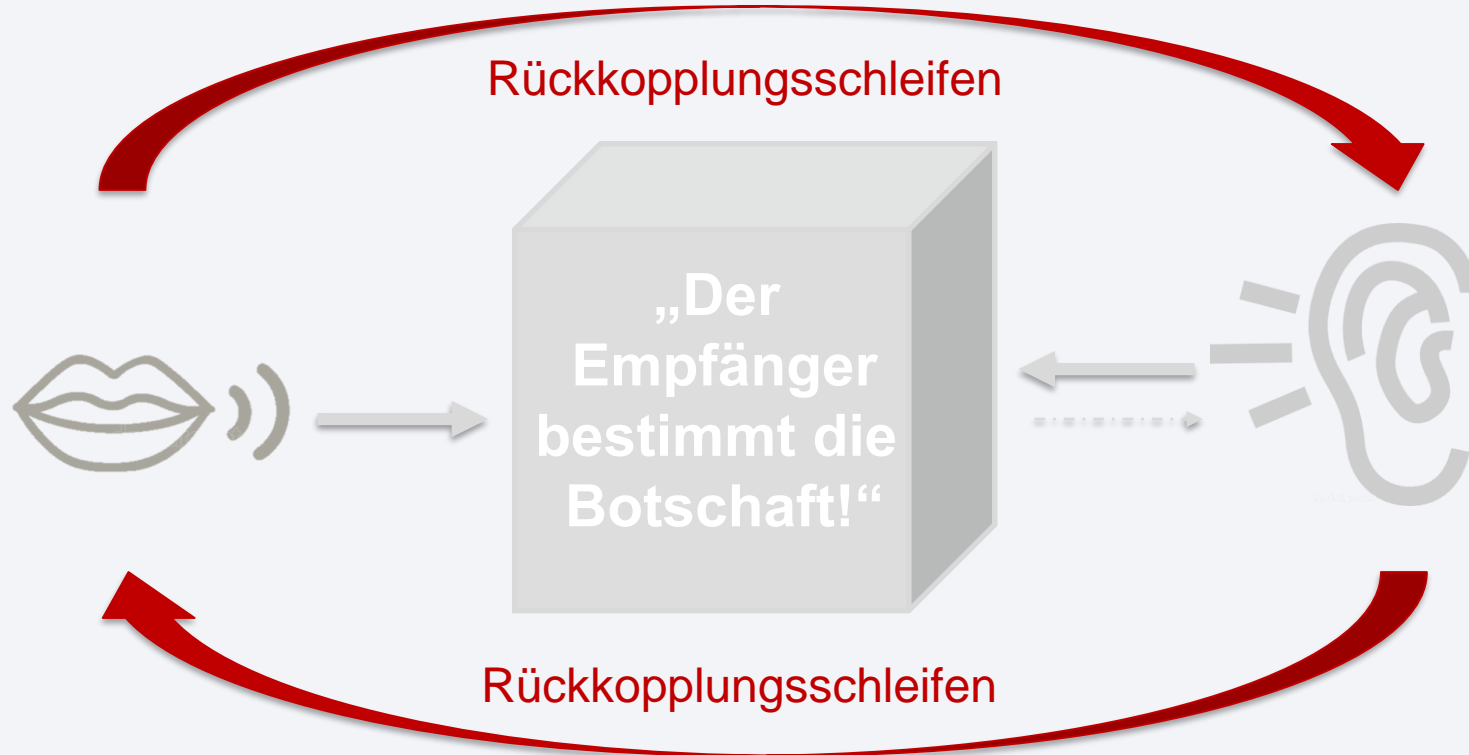 Rückkopplungsschleifen
„Der
Empfänger
bestimmt die
Botschaft!“
Rückkopplungsschleifen